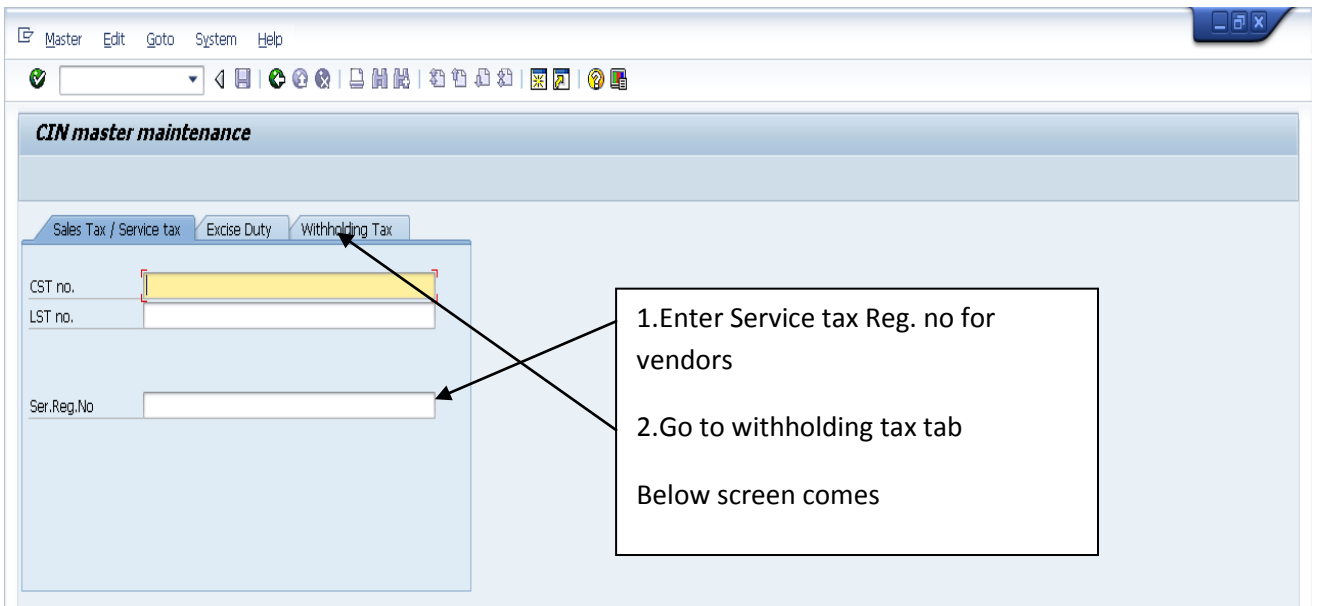 Master Edit Goto System Help
CIN master maintenance
Sales Tax / Service tax Excise Duty Withholding Tax
CST no.
LST no.
Ser.Reg.No
1.Enter Service tax Reg. no for
vendors
2.Go to withholding tax tab
Below screen comes